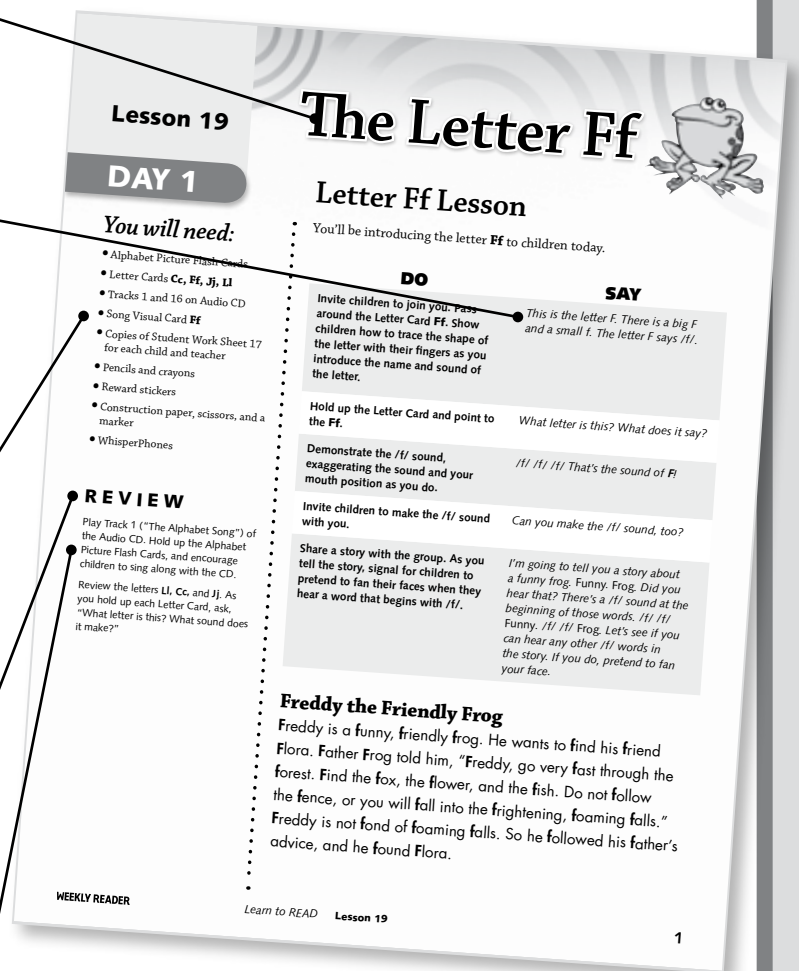 Lesson 19
The Letter Ff
DAY 1
You will need:
• Alphabet Picture Flash Cards
• Letter Cards Cc, Ff, Jj, Ll
• Tracks 1 and 16 on Audio CD
• Song Visual Card Ff
• Copies of Student Work Sheet 17
for each child and teacher
• Pencils and crayons
• Reward stickers
• Construction paper, scissors, and a
marker
• WhisperPhones
REVIEW
Play Track 1 (“The Alphabet Song”) of
the Audio CD. Hold up the Alphabet
Picture Flash Cards, and encourage
children to sing along with the CD.
Review the letters Ll, Cc, and Jj. As
you hold up each Letter Card, ask,
“What letter is this? What sound does
it make?”
Letter Ff Lesson
You’ll be introducing the letter Ff to children today.
DO
SAY
Invite children to join you. Pass
around the Letter Card Ff. Show
children how to trace the shape of
the letter with their fingers as you
introduce the name and sound of
the letter.
This is the letter F. There is a big F
and a small f. The letter F says /f/.
Hold up the Letter Card and point to
the Ff.
What letter is this? What does it say?
Demonstrate the /f/ sound,
exaggerating the sound and your
mouth position as you do.
/f/ /f/ /f/ That’s the sound of F!
Invite children to make the /f/ sound
with you.
Can you make the /f/ sound, too?
Share a story with the group. As you
tell the story, signal for children to
pretend to fan their faces when they
hear a word that begins with /f/.
I’m going to tell you a story about
a funny frog. Funny. Frog. Did you
hear that? There’s a /f/ sound at the
beginning of those words. /f/ /f/
Funny. /f/ /f/ Frog. Let’s see if you
can hear any other /f/ words in
the story. If you do, pretend to fan
your face.
Freddy the Friendly Frog
Freddy is a funny, friendly frog. He wants to find his friend
Flora. Father Frog told him, “Freddy, go very fast through the
forest. Find the fox, the flower, and the fish. Do not follow
the fence, or you will fall into the frightening, foaming falls.”
Freddy is not fond of foaming falls. So he followed his father’s
advice, and he found Flora.
WEEKLY READER
Learn to READ Lesson 19
1